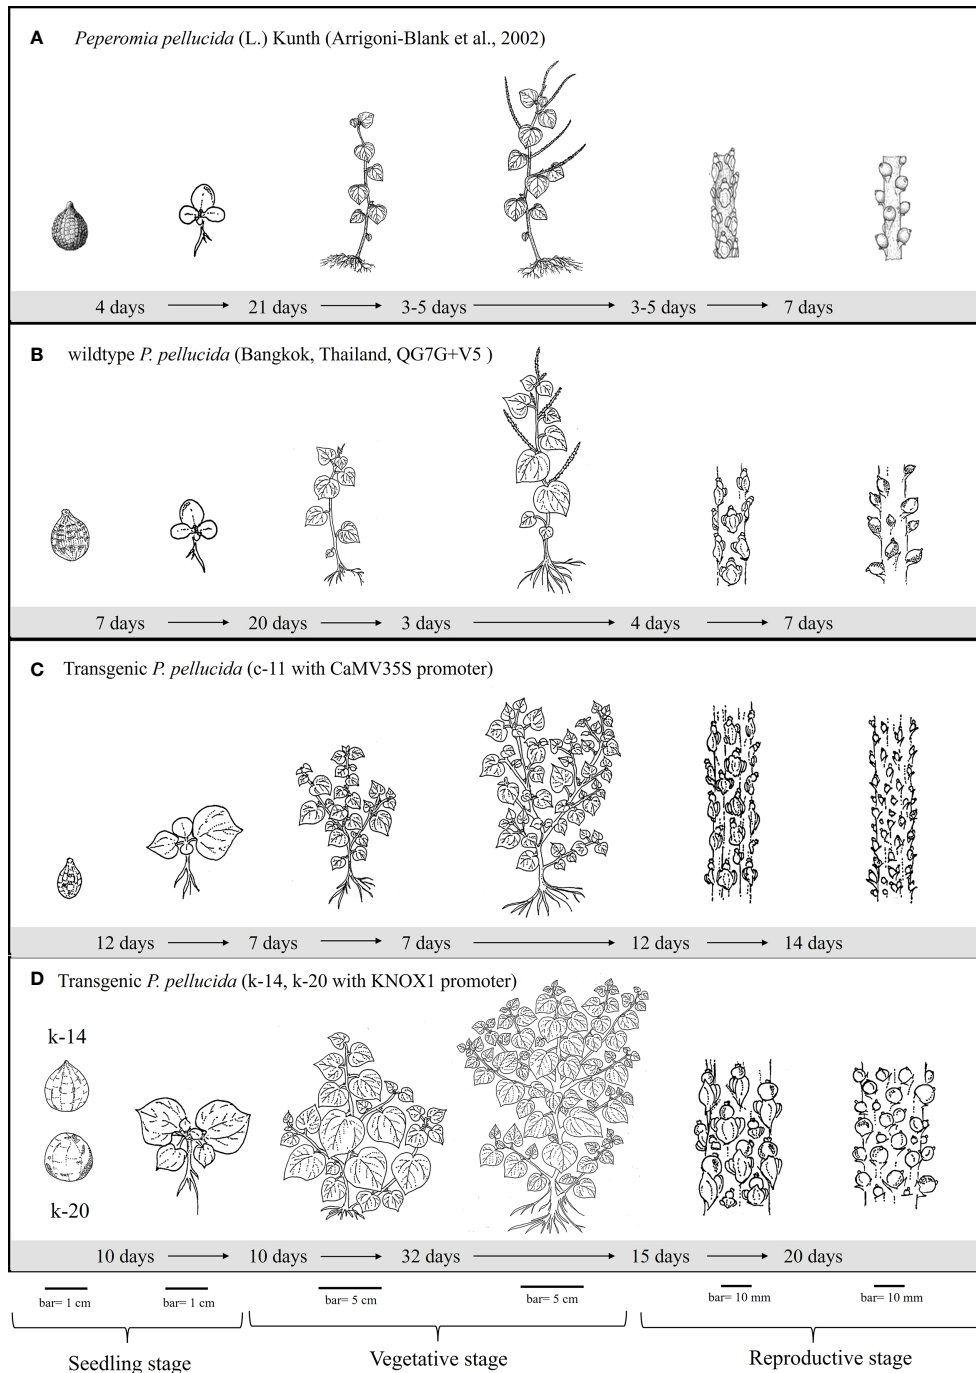 A Peperomia pellucida (L.) Kunth (Arrigoni-Blank et al., 2002)
4 days → 21 days → 3-5 days → 3-5 days → 7 days
B wildtype P. pellucida (Bangkok, Thailand, QG7G+V5 )
7 days → 20 days → 3 days → 4 days → 7 days
C Transgenic P. pellucida (c-11 with CaMV35S promoter)
12 days → 7 days → 7 days → 12 days → 14 days
D Transgenic P. pellucida (k-14, k-20 with KNOX1 promoter)
k-14
k-20
10 days → 10 days → 32 days → 15 days → 20 days
bar= 1 cm bar= 1 cm bar= 5 cm bar= 5 cm bar= 10 mm bar= 10 mm
Seedling stage Vegetative stage Reproductive stage